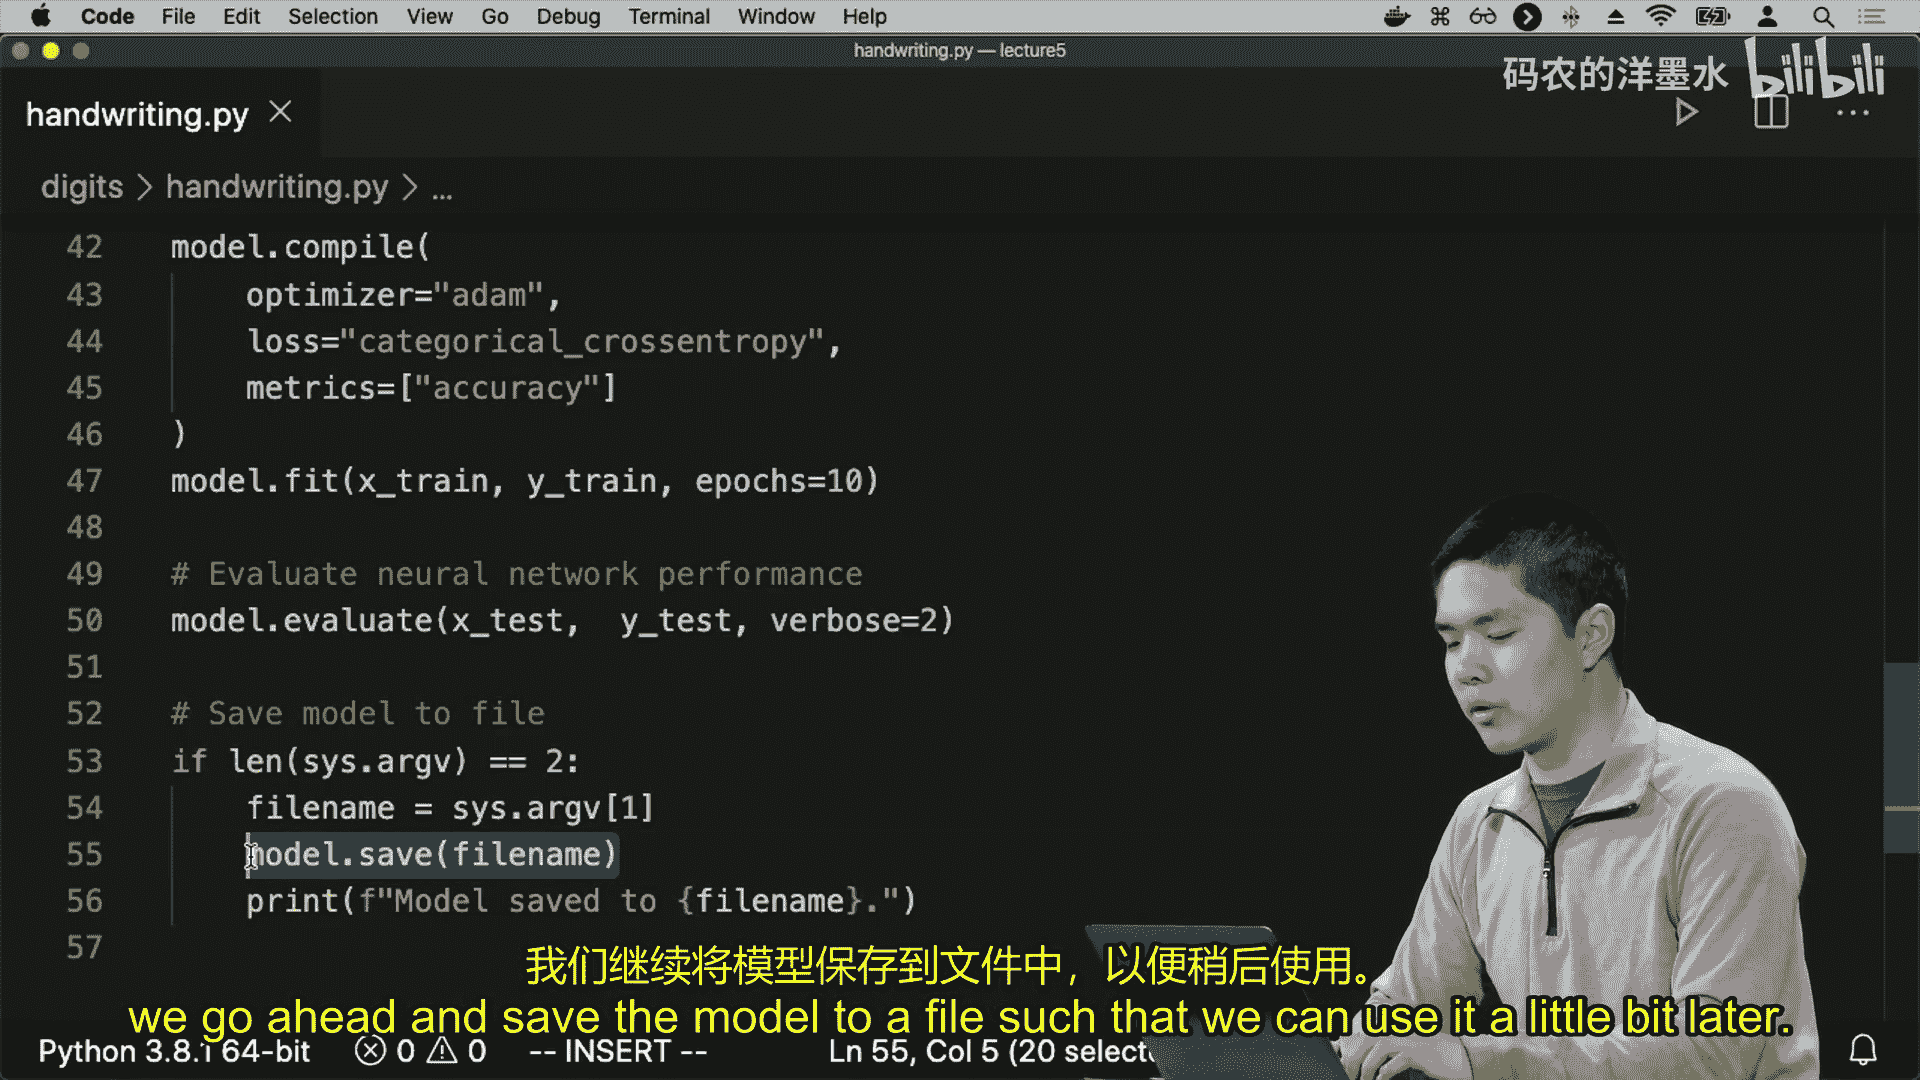 Code File Edit Selection View Go Debug Terminal Window Help
handwriting.py — lecture5
码农的洋墨水 bilibili
handwriting.py
digits > handwriting.py > ...
42 model.compile(
43 optimizer="adam",
44 loss="categorical_crossentropy",
45 metrics=["accuracy"]
46 )
47 model.fit(x_train, y_train, epochs=10)
48
49 # Evaluate neural network performance
50 model.evaluate(x_test,  y_test, verbose=2)
51
52 # Save model to file
53 if len(sys.argv) == 2:
54 filename = sys.argv[1]
55 model.save(filename)
56 print(f"Model saved to {filename}.")
57
我们继续将模型保存到文件中，以便稍后使用。
we go ahead and save the model to a file such that we can use it a little bit later.
Python 3.8.1 64-bit 0 0 -- INSERT -- Ln 55, Col 5 (20 selecte